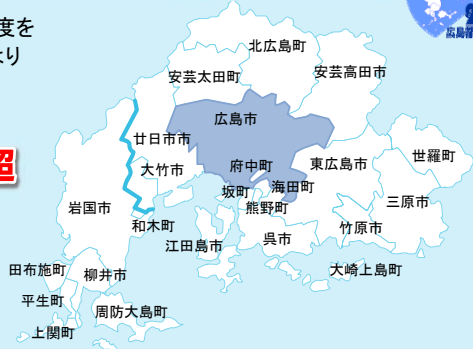 度を
より
超
北広島町
安芸太田町
安芸高田市
広島市
廿日市市
大竹市
府中町
東広島市
世羅町
坂町
海田町
熊野町
三原市
岩国市
和木町
竹原市
江田島市
呉市
大崎上島町
田布施町
柳井市
平生町
周防大島町
上関町